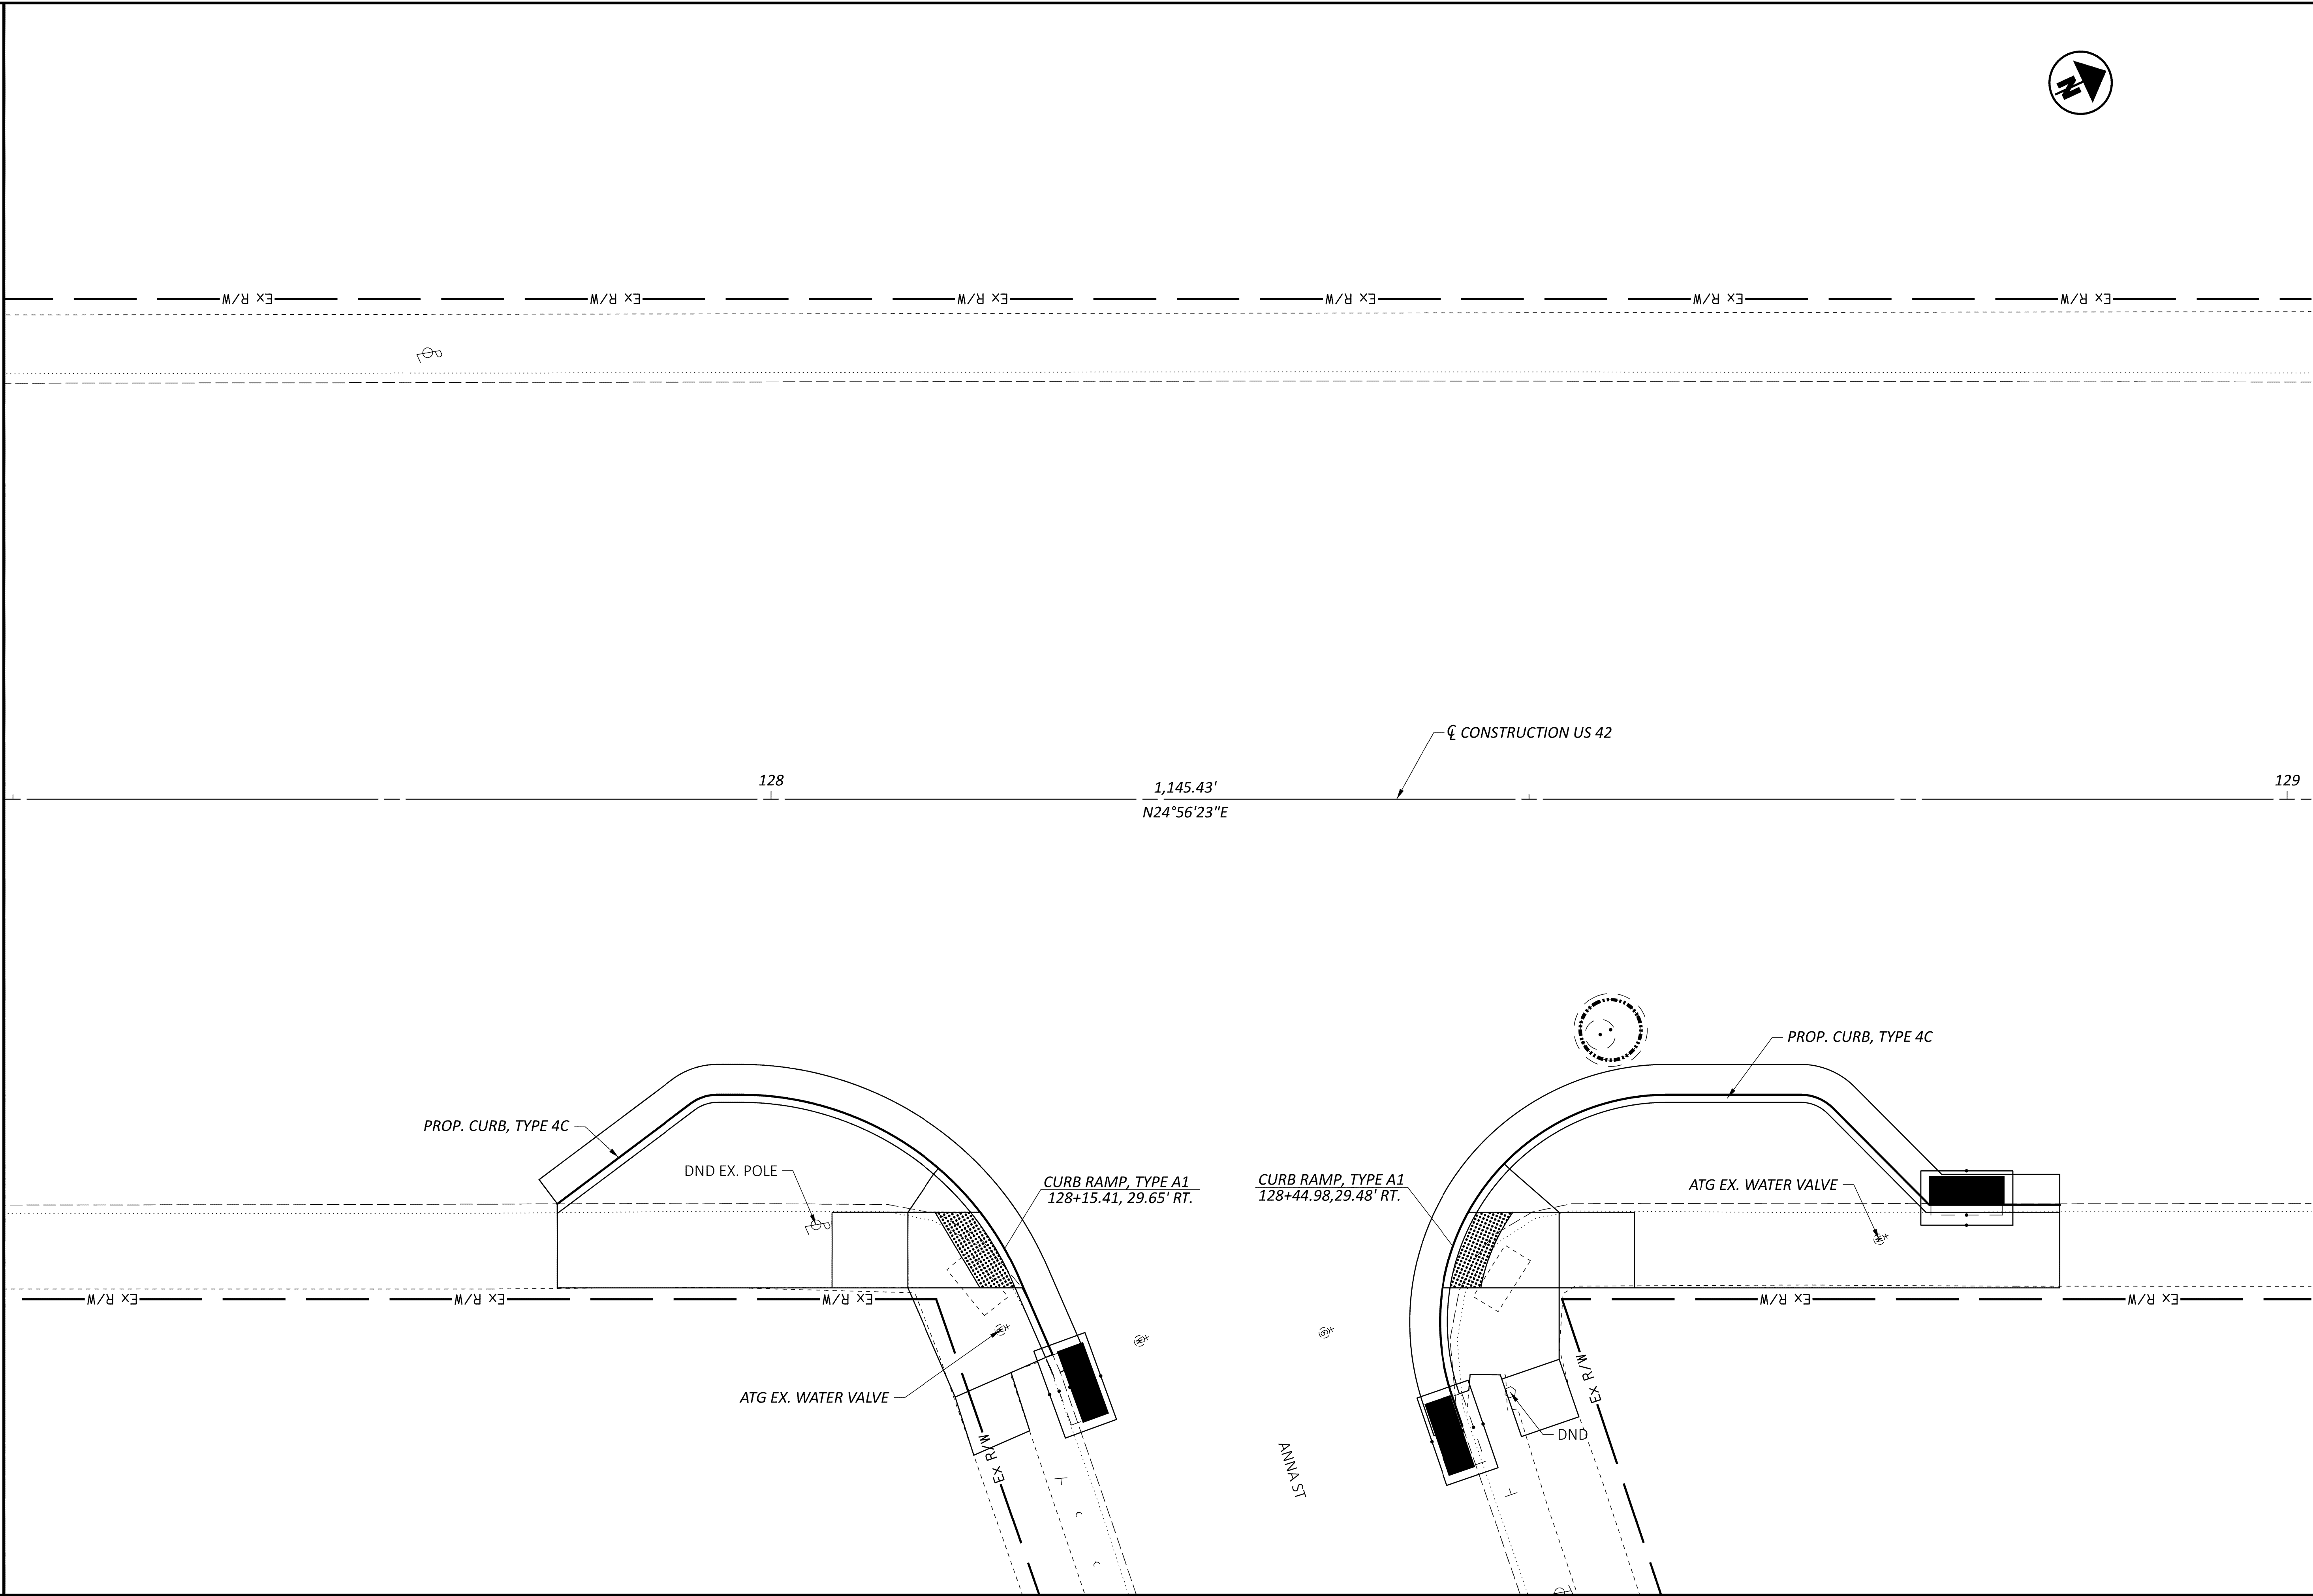 N
EX R/W
EX R/W
EX R/W
EX R/W
EX R/W
EX R/W
℄ CONSTRUCTION US 42
128
1,145.43'
129
N24°56'23"E
PROP. CURB, TYPE 4C
PROP. CURB, TYPE 4C
DND EX. POLE
CURB RAMP, TYPE A1
128+15.41, 29.65' RT.
CURB RAMP, TYPE A1
128+44.98,29.48' RT.
ATG EX. WATER VALVE
W
EX R/W
EX R/W
EX R/W
EX R/W
EX R/W
W
W
G
ATG EX. WATER VALVE
EX R/W
DND
EX R/W
ANNA ST